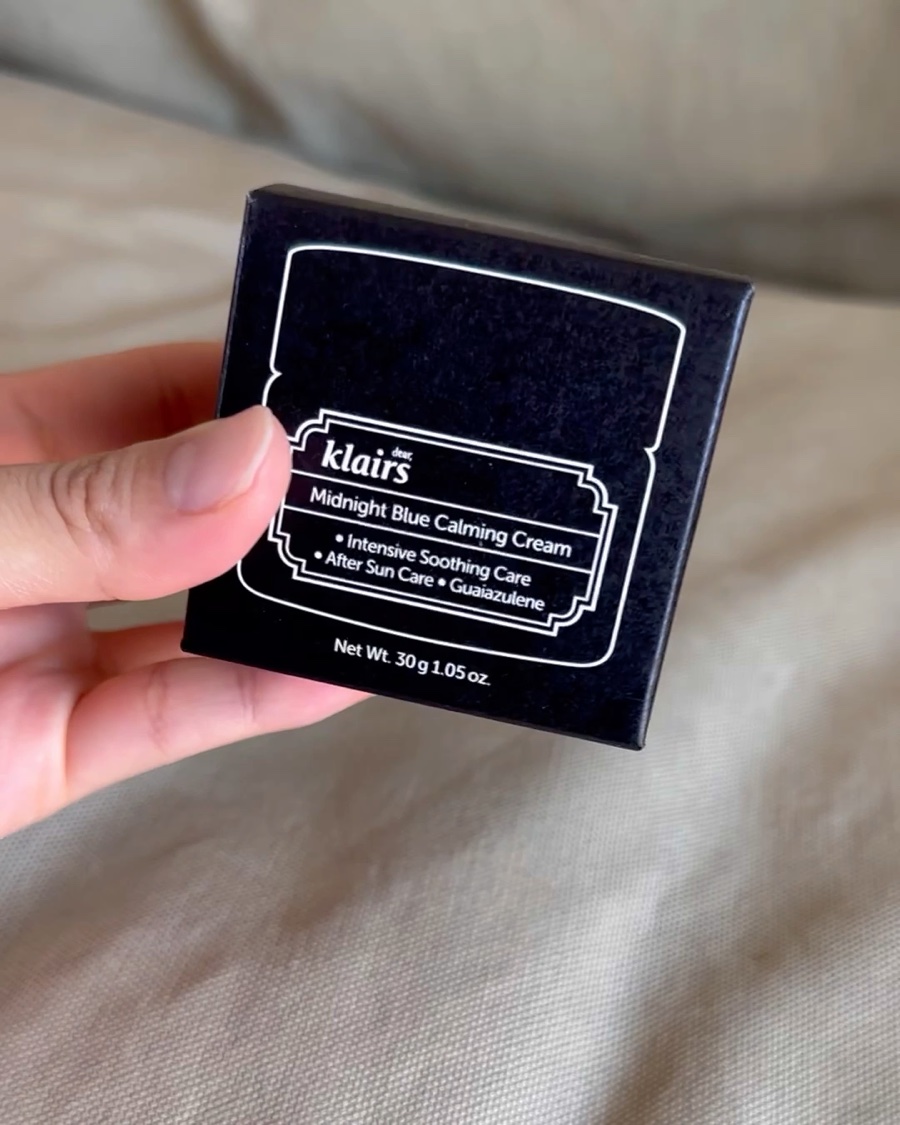 dear,
klairs
Midnight Blue Calming Cream
• Intensive Soothing Care
• After Sun Care • Guaiazulene
Net Wt. 30 g 1.05 oz.